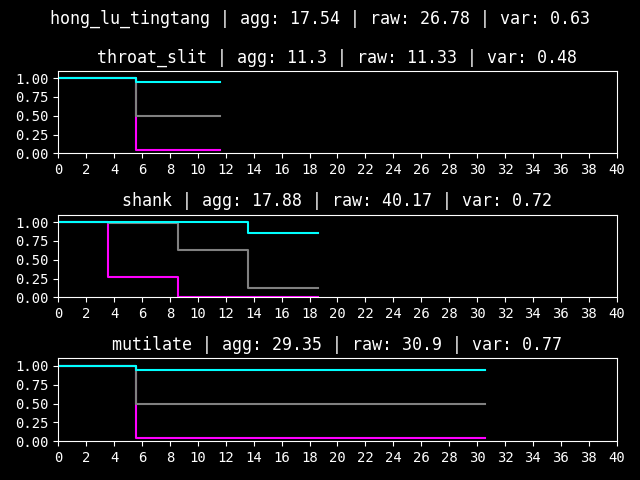 hong_lu_tingtang | agg: 17.54 | raw: 26.78 | var: 0.63
throat_slit | agg: 11.3 | raw: 11.33 | var: 0.48
1.00
0.75
0.50
0.25
0.00
0 2 4 6 8 10 12 14 16 18 20 22 24 26 28 30 32 34 36 38 40
shank | agg: 17.88 | raw: 40.17 | var: 0.72
1.00
0.75
0.50
0.25
0.00
0 2 4 6 8 10 12 14 16 18 20 22 24 26 28 30 32 34 36 38 40
mutilate | agg: 29.35 | raw: 30.9 | var: 0.77
1.00
0.75
0.50
0.25
0.00
0 2 4 6 8 10 12 14 16 18 20 22 24 26 28 30 32 34 36 38 40